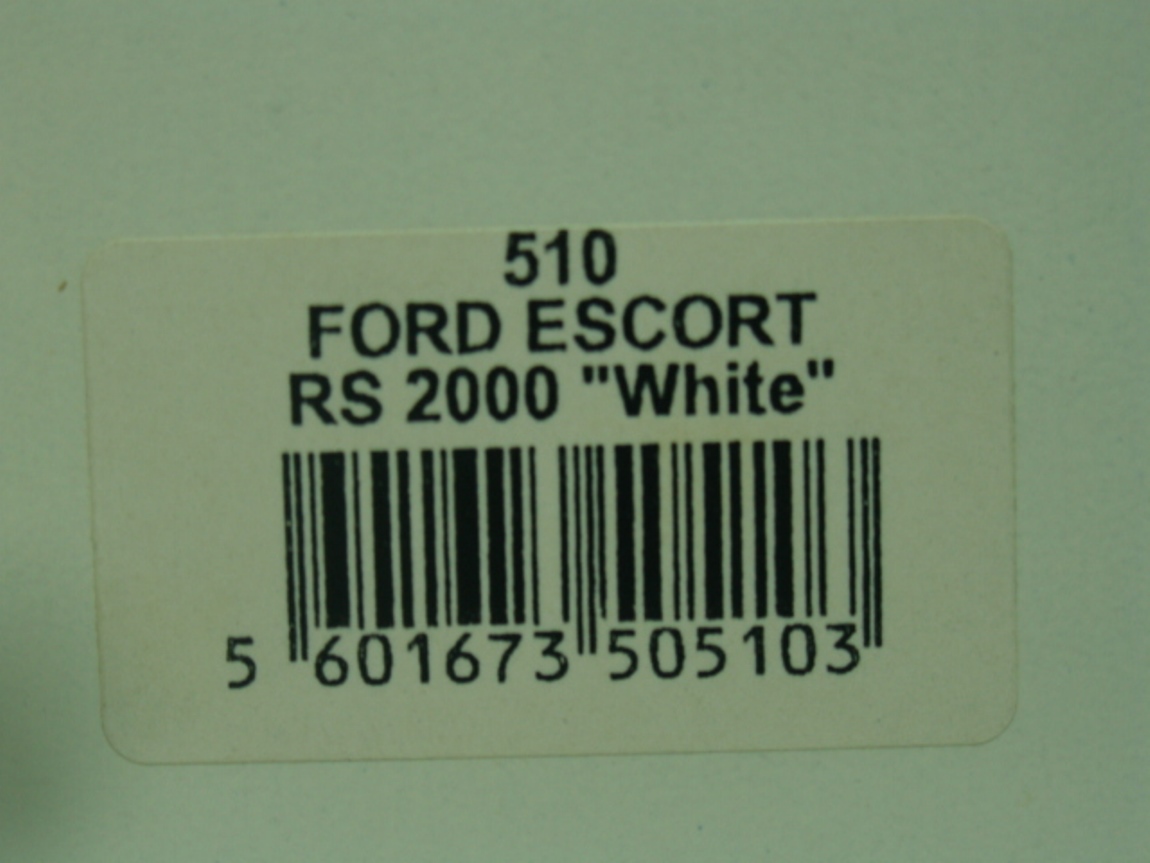 510
FORD ESCORT
RS 2000 "White"
5 601673 505103